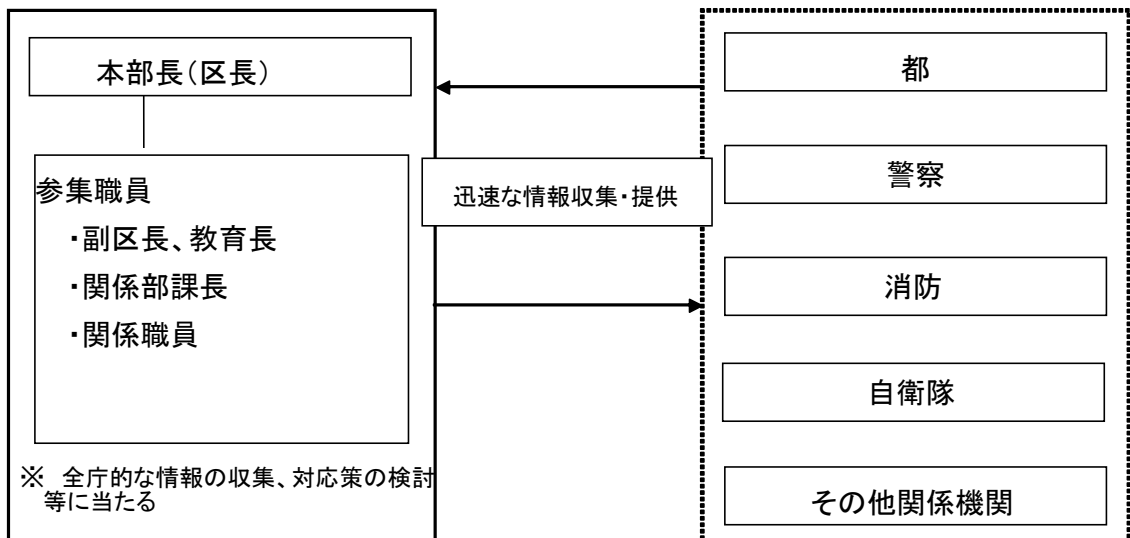 本部長(区長)
参集職員
・副区長、教育長
・関係部課長
・関係職員
※ 全庁的な情報の収集、対応策の検討
等に当たる
迅速な情報収集・提供
都
警察
消防
自衛隊
その他関係機関